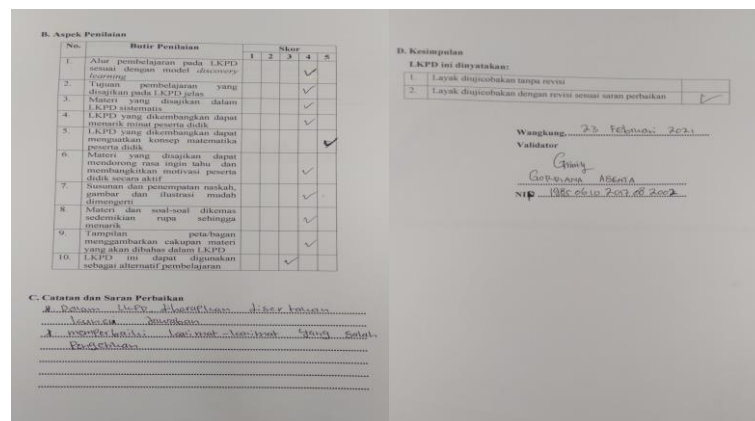 B. Aspek Penilaian
No. Butir Penilaian Skor
1 2 3 4 5
1. Alur pembelajaran pada LKPD
sesuai dengan model discovery
learning
2. Tujuan pembelajaran yang
disajikan pada LKPD jelas
3. Materi yang disajikan dalam
LKPD sistematis
4. LKPD yang dikembangkan dapat
menarik minat peserta didik
5. LKPD yang dikembangkan dapat
menguatkan konsep matematika
peserta didik
6. Materi yang disajikan dapat
mendorong rasa ingin tahu dan
membangkitkan motivasi peserta
didik secara aktif
7. Susunan dan penempatan naskah,
gambar dan ilustrasi mudah
dimengerti
8. Materi dan soal-soal dikemas
sedemikian rupa sehingga
menarik
9. Tampilan peta/bagan
menggambarkan cakupan materi
yang akan dibahas dalam LKPD
10. LKPD ini dapat digunakan
sebagai alternatif pembelajaran
C. Catatan dan Saran Perbaikan
Dalam LKPD diharapkan disertakan
kunci jawaban
memperbaiki kalimat-kalimat yang salah
Pengetikan
D. Kesimpulan
LKPD ini dinyatakan:
1. Layak diujicobakan tanpa revisi
2. Layak diujicobakan dengan revisi sesuai saran perbaikan
Wangkung, 23 Februari 2021
Validator
GORDIANA ABENTA
NIP